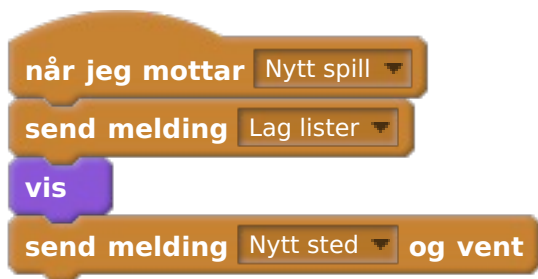 når jeg mottar Nytt spill
send melding Lag lister
vis
send melding Nytt sted og vent